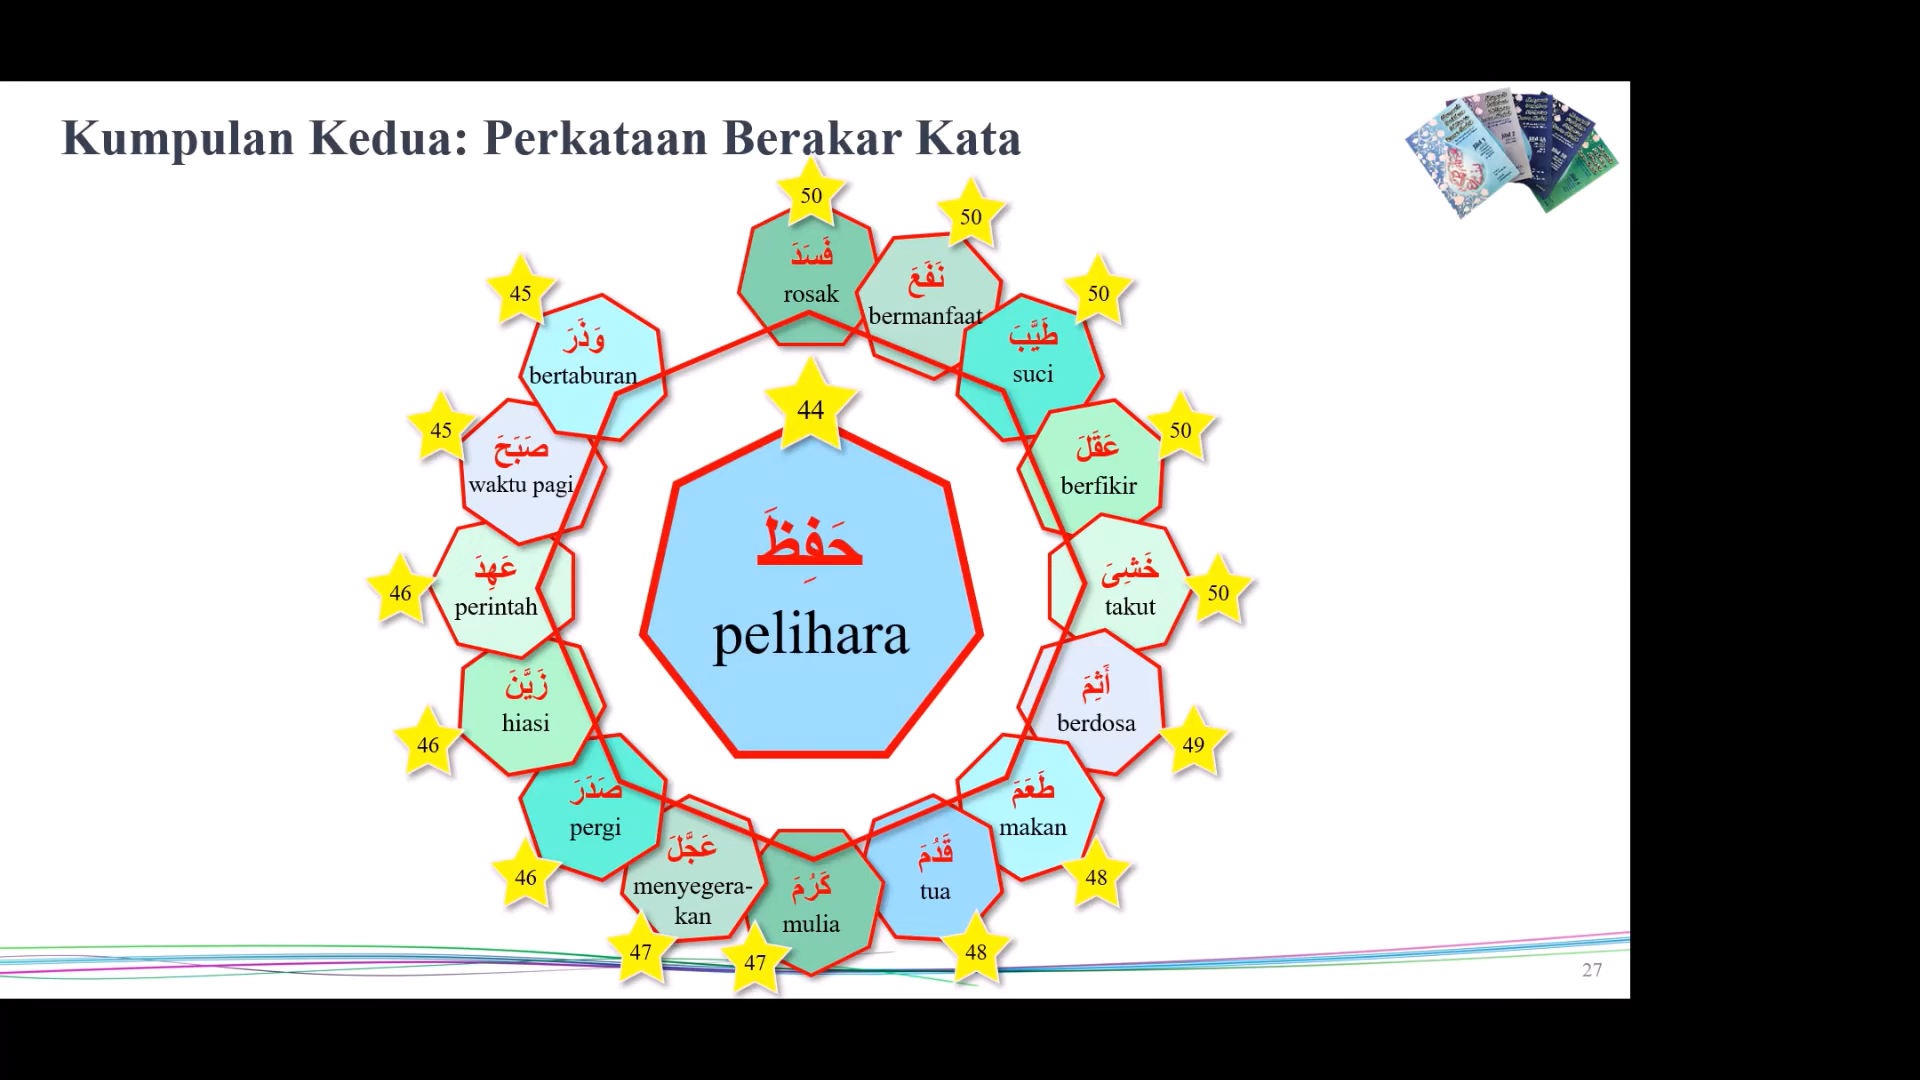 Kumpulan Kedua: Perkataan Berakar Kata
50
فَسَدَ
rosak
50
نَفَعَ
bermanfaat
50
طَيَّبَ
suci
50
عَقَلَ
berfikir
50
خَشِىَ
takut
49
أَثِمَ
berdosa
48
طَعَمَ
makan
48
قَدُمَ
tua
47
كَرُمَ
mulia
47
عَجَّلَ
menyegera-
kan
46
صَدَرَ
pergi
46
زَيَّنَ
hiasi
46
عَهِدَ
perintah
45
صَبَحَ
waktu pagi
45
وَذَرَ
bertaburan
44
حَفِظَ
pelihara
27